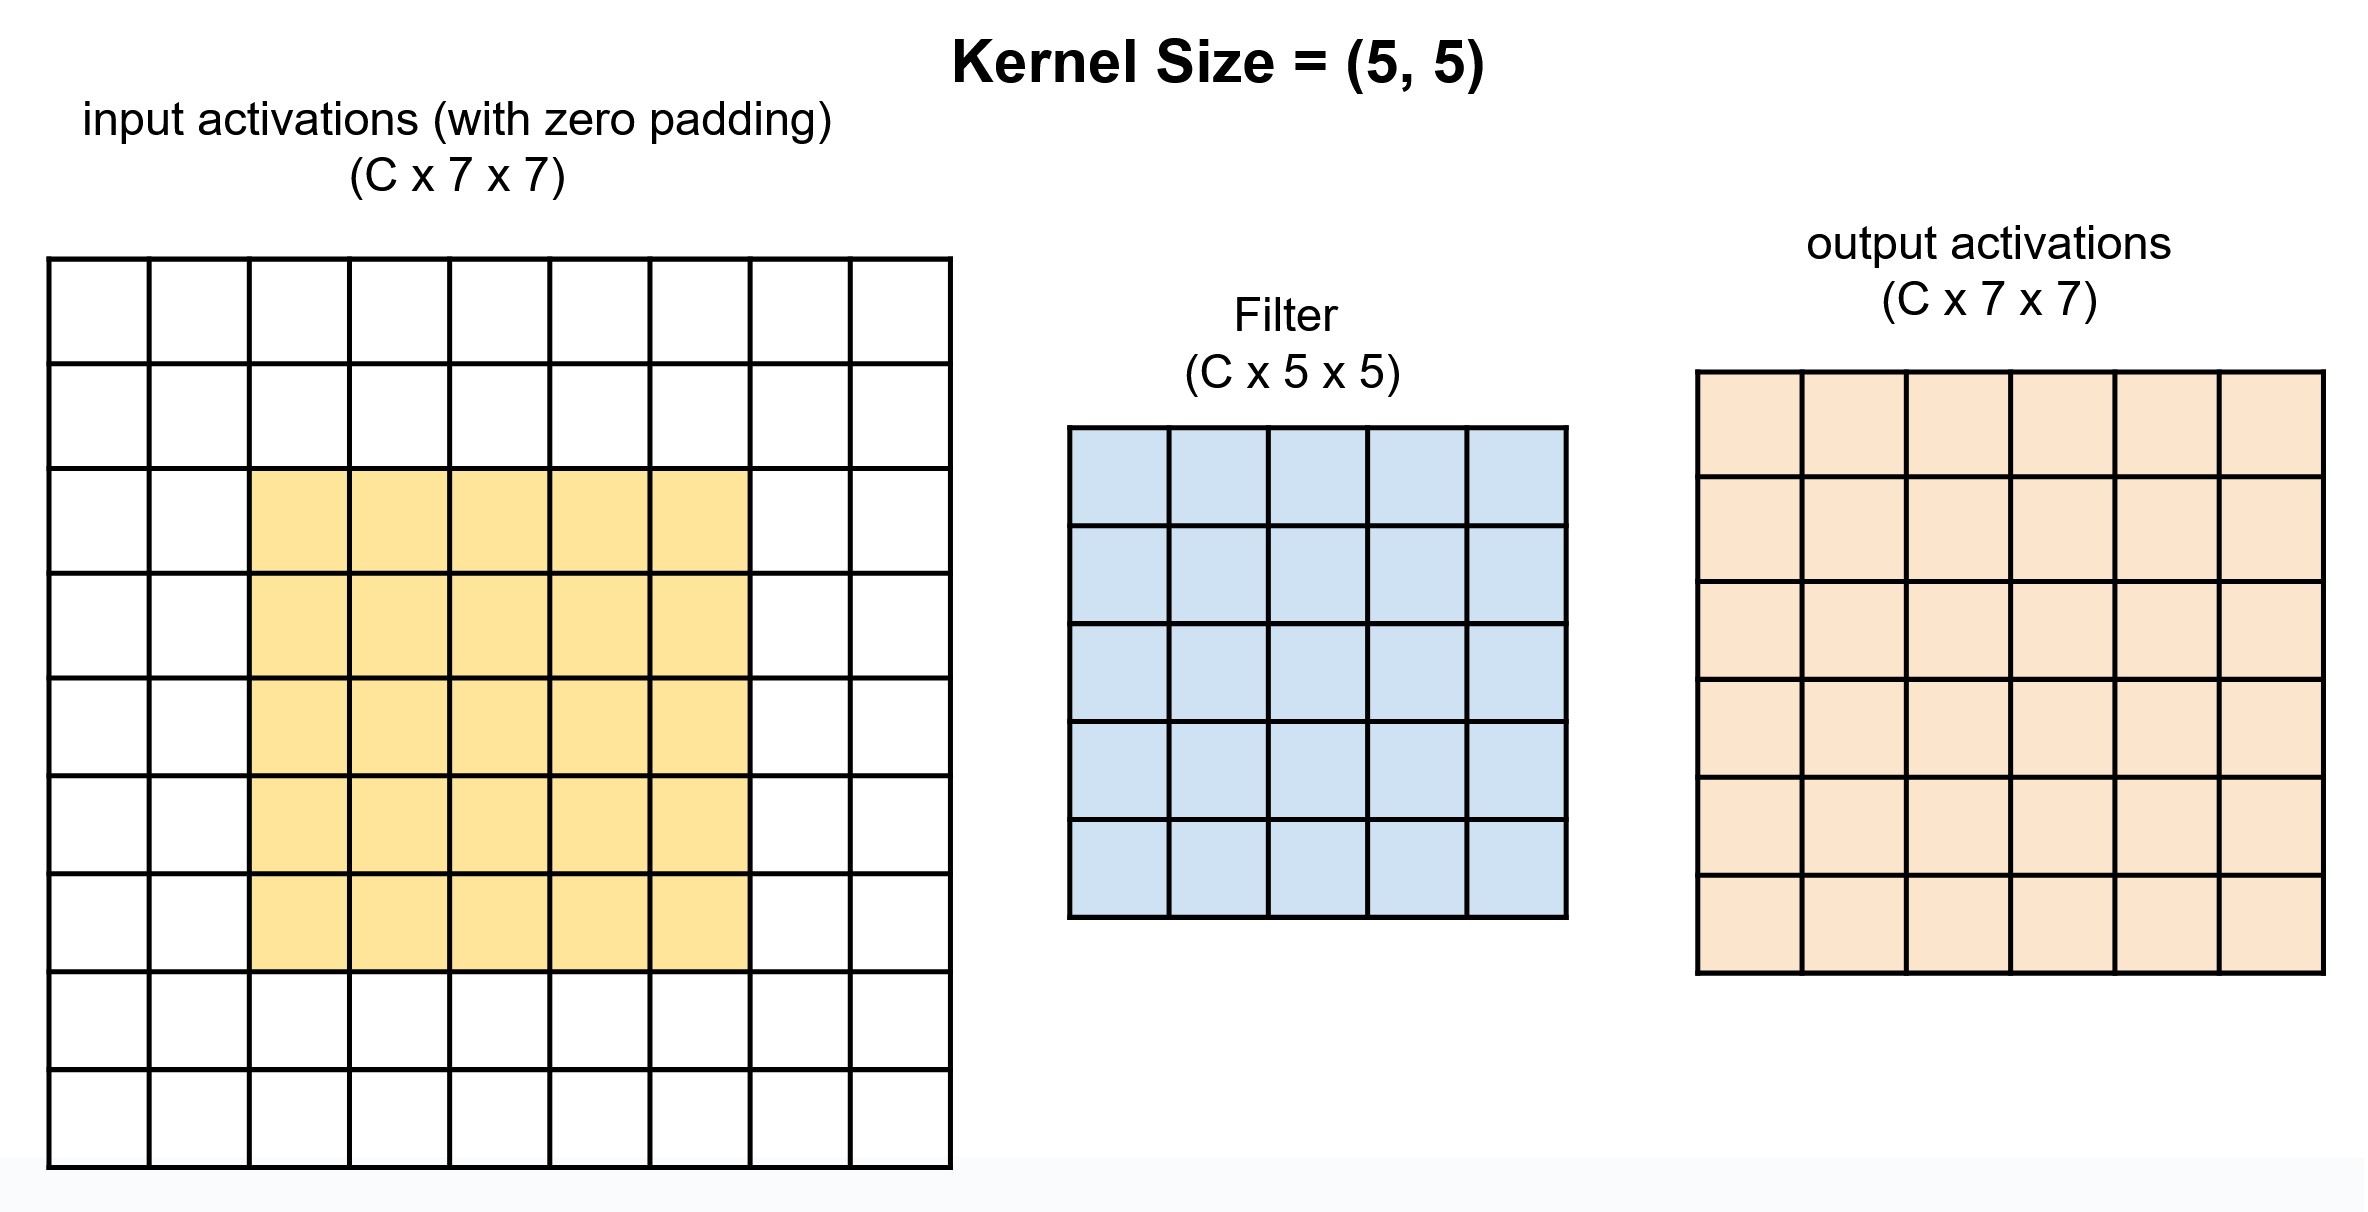 Kernel Size = (5, 5)
input activations (with zero padding)
(C x 7 x 7)
Filter
(C x 5 x 5)
output activations
(C x 7 x 7)